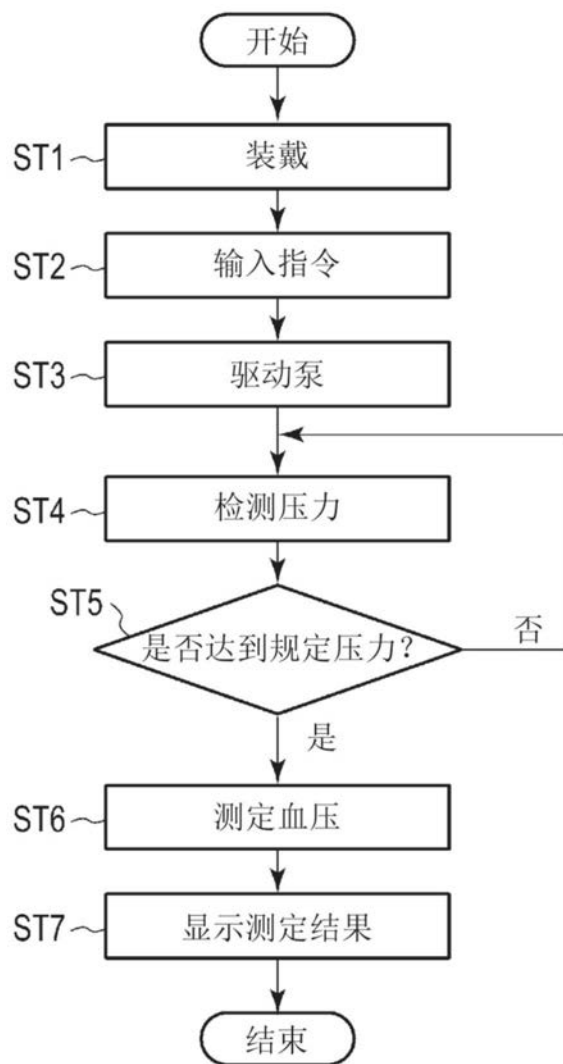 开始
ST1
装戴
ST2
输入指令
ST3
驱动泵
ST4
检测压力
ST5
是否达到规定压力？
否
是
ST6
测定血压
ST7
显示测定结果
结束